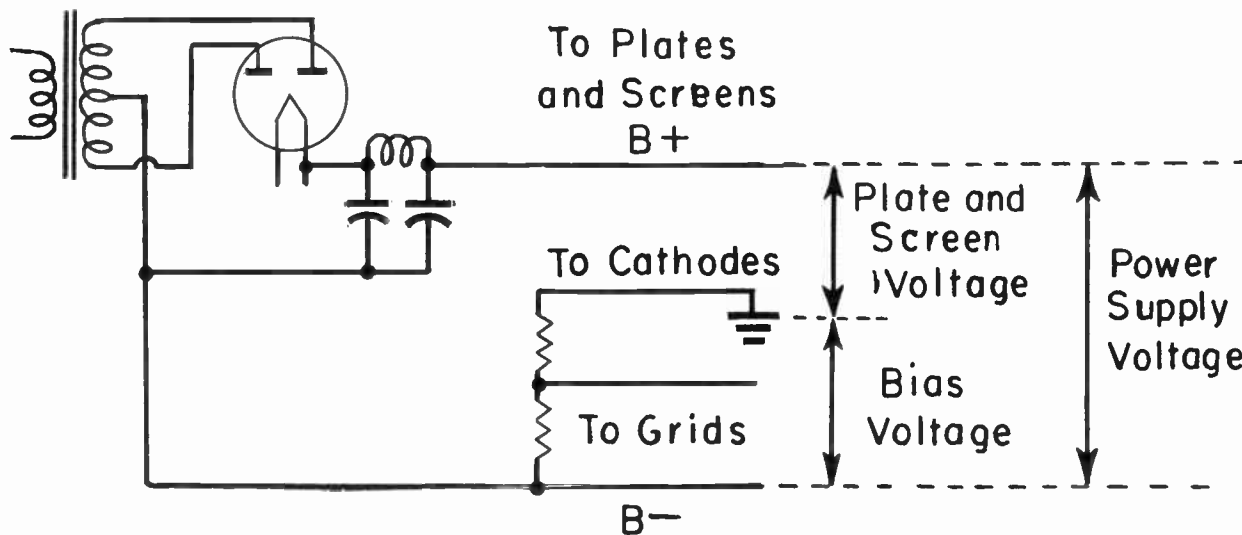 To Plates
and Screens
B+
Plate and
Screen
Voltage
Power
Supply
Voltage
To Cathodes
Bias
Voltage
To Grids
B−